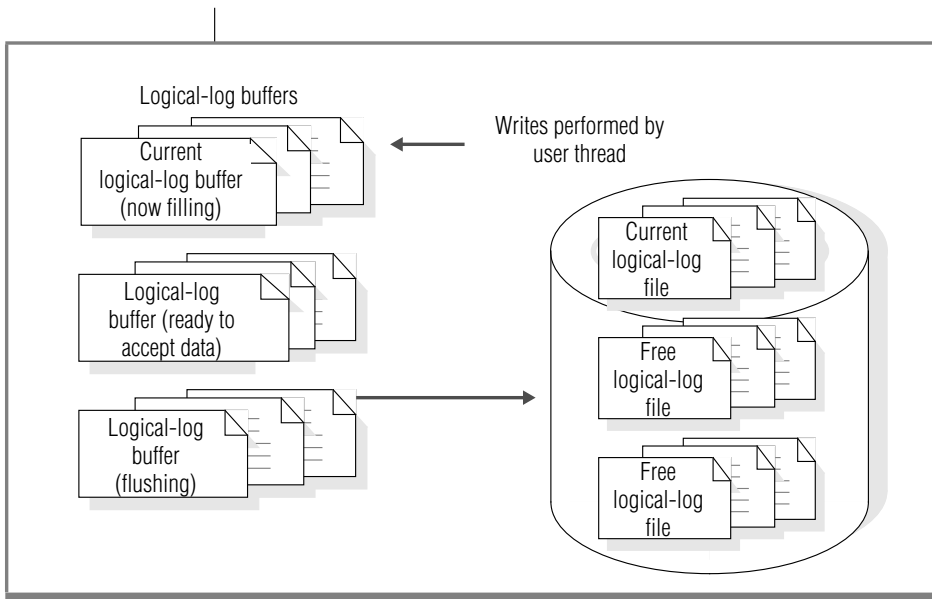 Logical-log buffers
Current
logical-log buffer
(now filling)
Writes performed by
user thread
Logical-log
buffer (ready to
accept data)
Logical-log
buffer
(flushing)
Current
logical-log
file
Free
logical-log
file
Free
logical-log
file